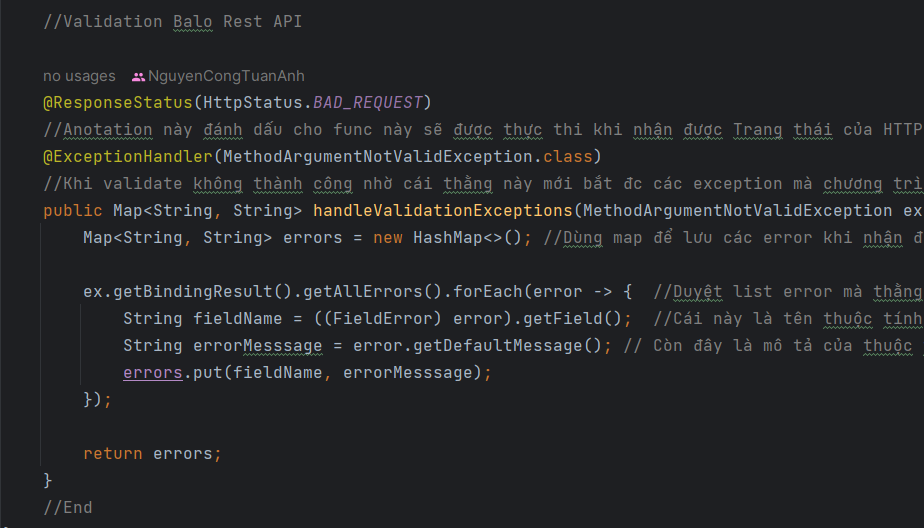 //Validation Balo Rest API
no usages NguyenCongTuanAnh
@ResponseStatus(HttpStatus.BAD_REQUEST)
//Anotation này đánh dấu cho func này sẽ được thực thi khi nhận được Trang thái của HTTP
@ExceptionHandler(MethodArgumentNotValidException.class)
//Khi validate không thành công nhờ cái thằng này mới bắt đc các exception mà chương
public Map<String, String> handleValidationExceptions(MethodArgumentNotValidException ex
Map<String, String> errors = new HashMap<>(); //Dùng map để lưu các error khi nhận
ex.getBindingResult().getAllErrors().forEach(error -> { //Duyệt list error mà thằng
String fieldName = ((FieldError) error).getField(); //Cái này là tên thuộc tính
String errorMesssage = error.getDefaultMessage(); // Còn đây là mô tả của thuộc
errors.put(fieldName, errorMesssage);
});
return errors;
}
//End